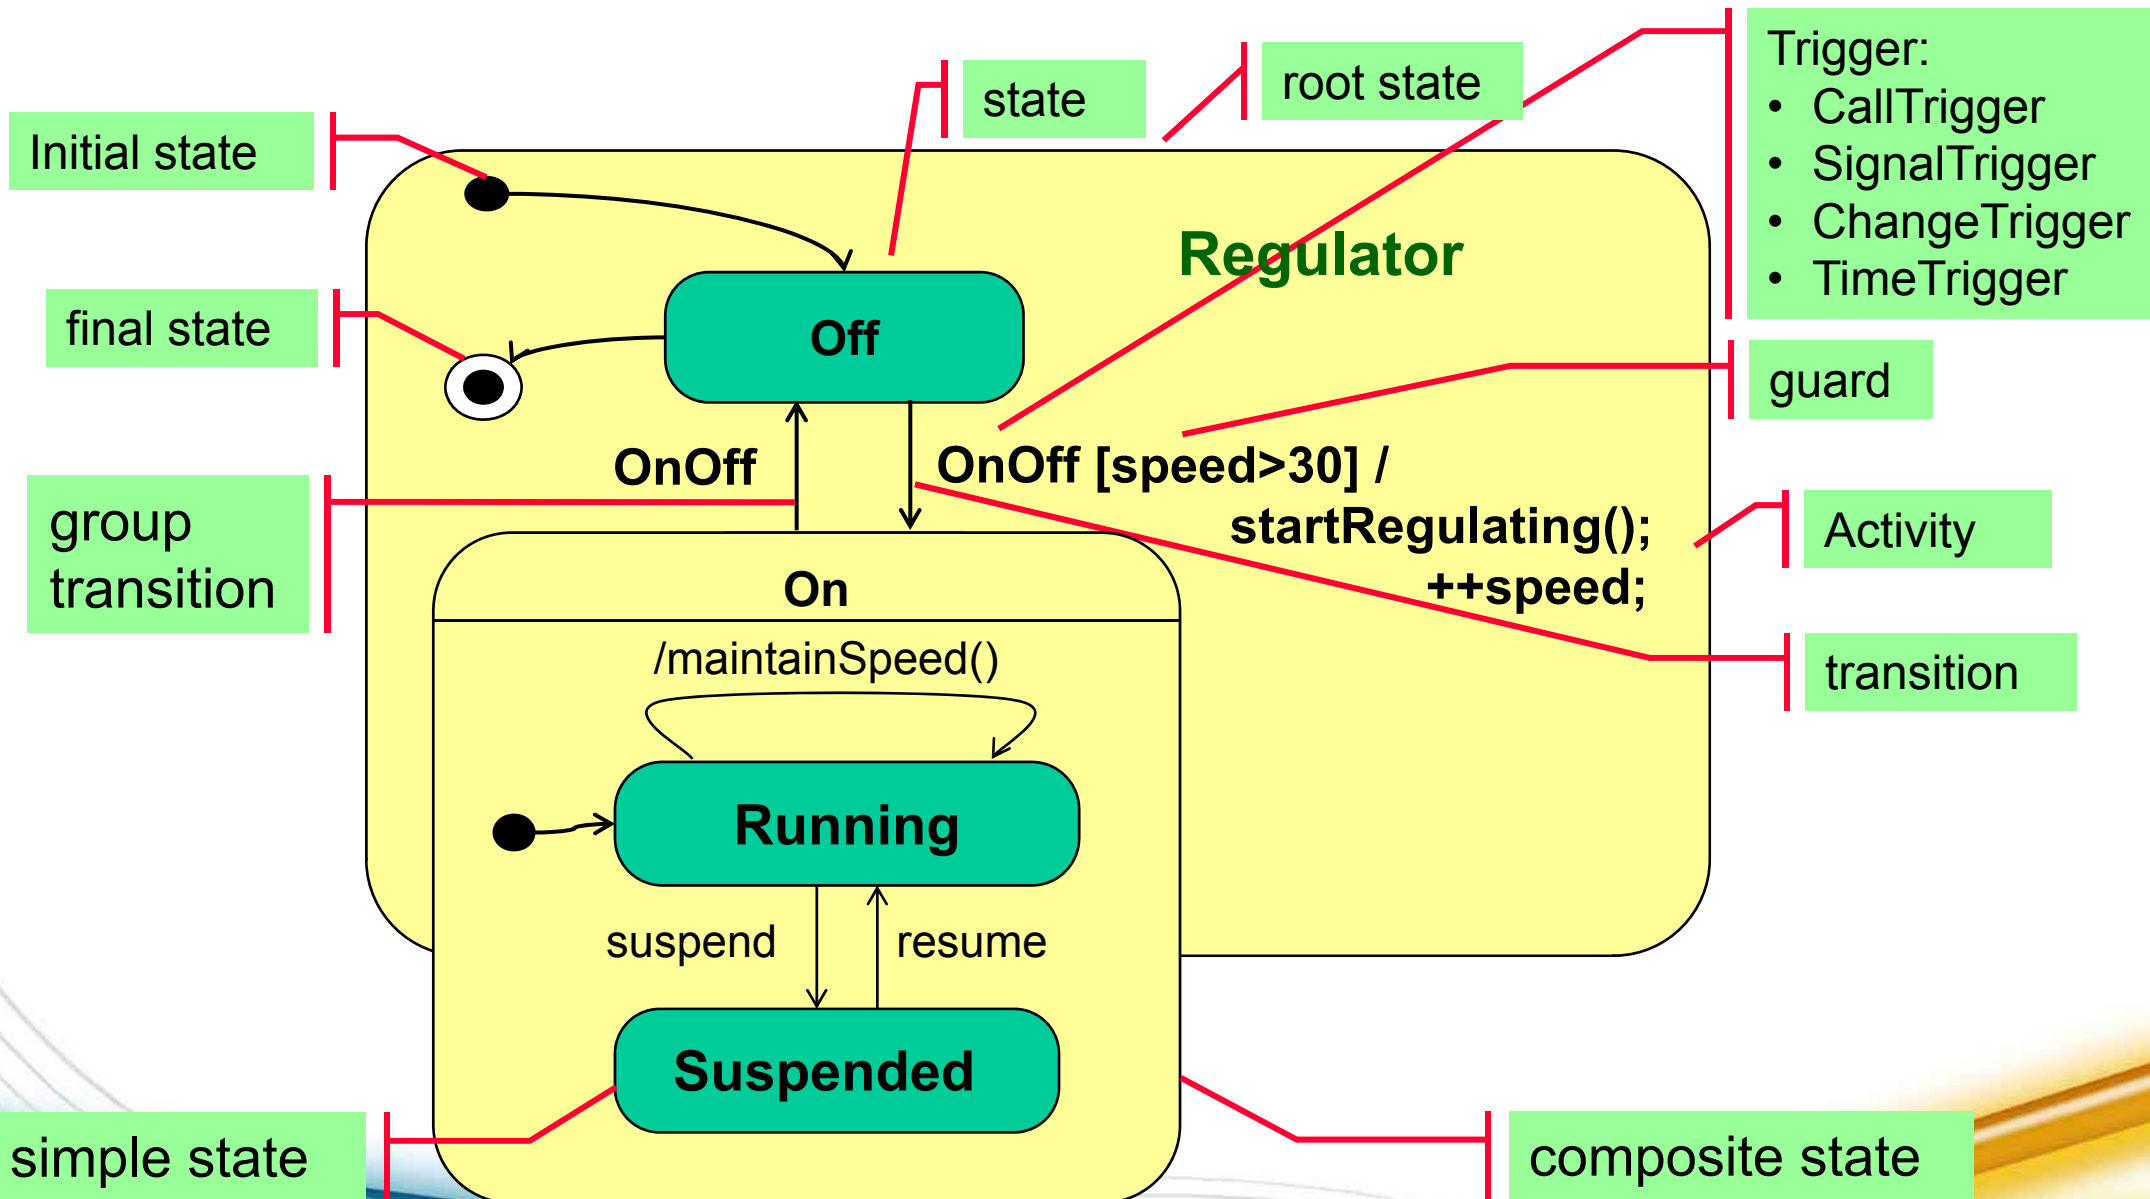 state
root state
Trigger:
• CallTrigger
• SignalTrigger
• ChangeTrigger
• TimeTrigger
Initial state
Regulator
final state
Off
guard
OnOff
OnOff [speed>30] /
startRegulating();
++speed;
group
transition
Activity
On
/maintainSpeed()
transition
Running
suspend
resume
Suspended
simple state
composite state